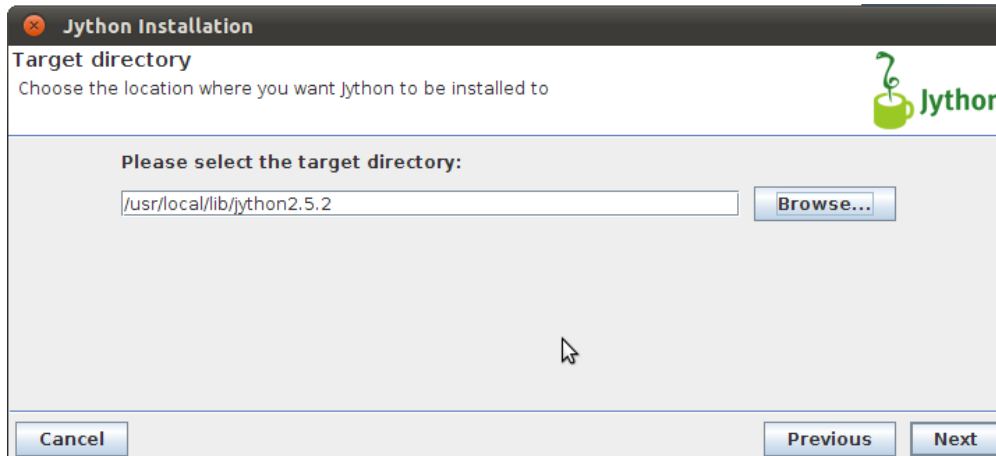 Jython Installation
Target directory
Choose the location where you want Jython to be installed to
Jython
Please select the target directory:
/usr/local/lib/jython2.5.2
Browse...
Cancel
Previous
Next